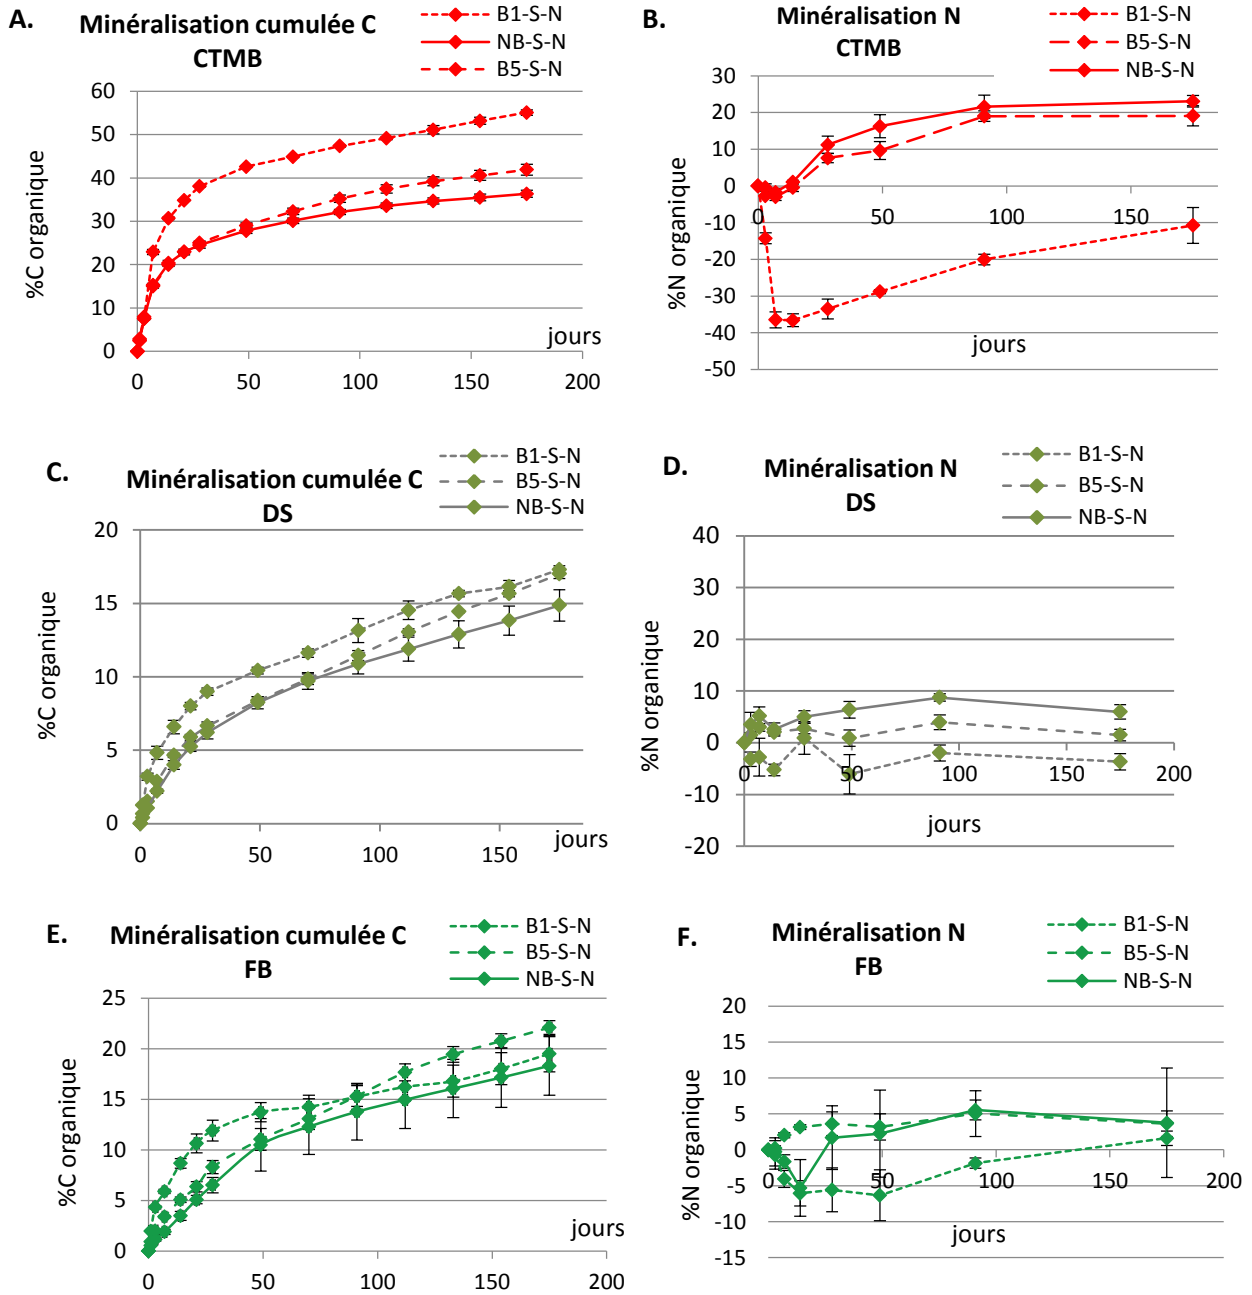 A.
Minéralisation cumulée C
CTMB
B1-S-N
NB-S-N
B5-S-N
%C organique
60
50
40
30
20
10
0
0 50 100 150 200
jours
B.
Minéralisation N
CTMB
B1-S-N
B5-S-N
NB-S-N
%N organique
30
20
10
0
-10
-20
-30
-40
-50
0 50 100 150
jours
C.
Minéralisation cumulée C
DS
B1-S-N
B5-S-N
NB-S-N
%C organique
20
15
10
5
0
0 50 100 150
jours
D.
Minéralisation N
DS
B1-S-N
B5-S-N
NB-S-N
%N organique
40
30
20
10
0
-10
-20
0 50 100 150 200
jours
E.
Minéralisation cumulée C
FB
B1-S-N
B5-S-N
NB-S-N
%C organique
25
20
15
10
5
0
0 50 100 150 200
jours
F.
Minéralisation N
FB
B1-S-N
B5-S-N
NB-S-N
%N organique
20
15
10
5
0
-5
-10
-15
0 50 100 150 200
jours